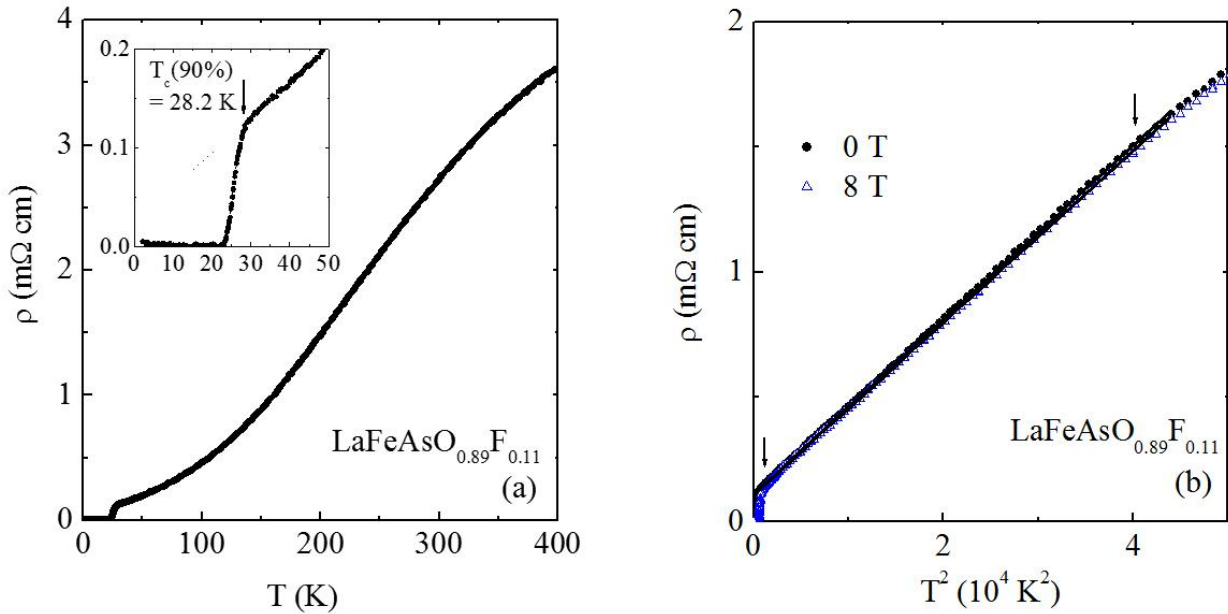 4
3
2
1
0
0 100 200 300 400
ρ (mΩ cm)
T (K)
0.2
0.1
0.0
0 10 20 30 40 50
T_c(90%)
= 28.2 K
LaFeAsO_0.89F_0.11
(a)
2
1
0
0 2 4
ρ (mΩ cm)
T^2 (10^4 K^2)
0 T
8 T
LaFeAsO_0.89F_0.11
(b)